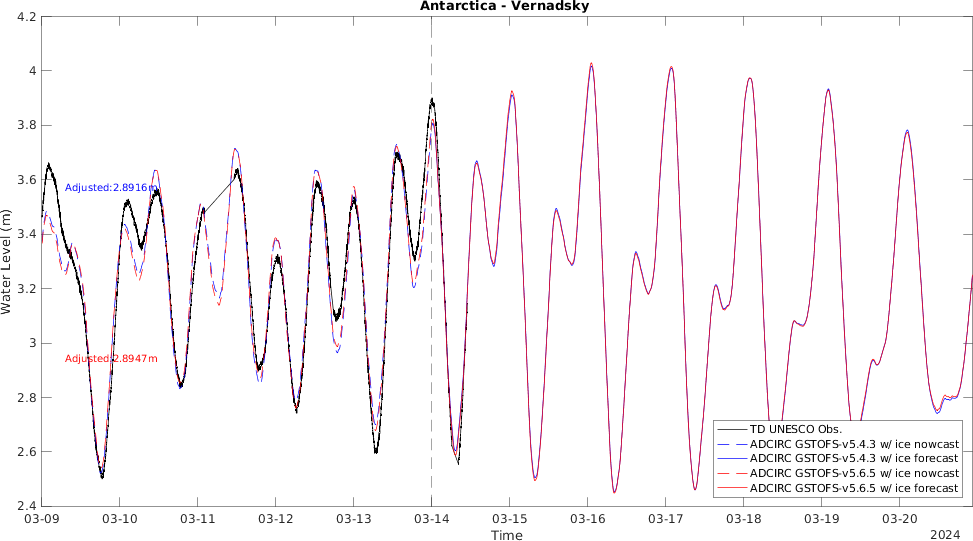 Antarctica - Vernadsky
4.2
4
3.8
3.6
3.4
3.2
3
2.8
2.6
2.4
Water Level (m)
Adjusted:2.8916m
Adjusted:2.8947m
TD UNESCO Obs.
ADCIRC GSTOFS-v5.4.3 w/ ice nowcast
ADCIRC GSTOFS-v5.4.3 w/ ice forecast
ADCIRC GSTOFS-v5.6.5 w/ ice nowcast
ADCIRC GSTOFS-v5.6.5 w/ ice forecast
03-09 03-10 03-11 03-12 03-13 03-14 03-15 03-16 03-17 03-18 03-19 03-20
Time
2024